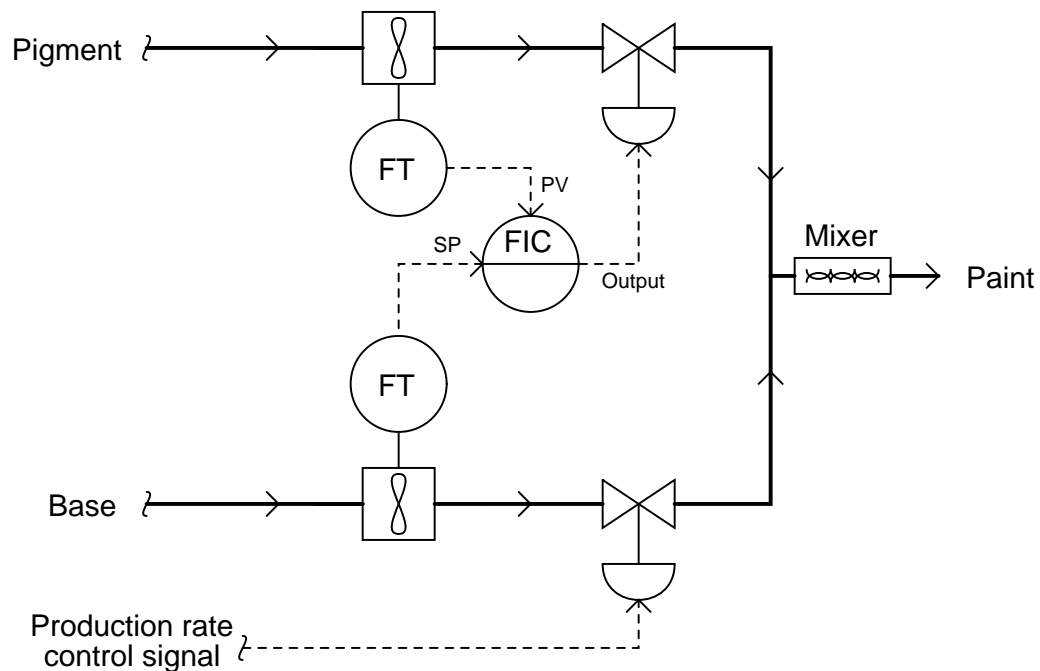 Pigment
FT
PV
SP
FIC
Output
Mixer
Paint
FT
Base
Production rate
control signal